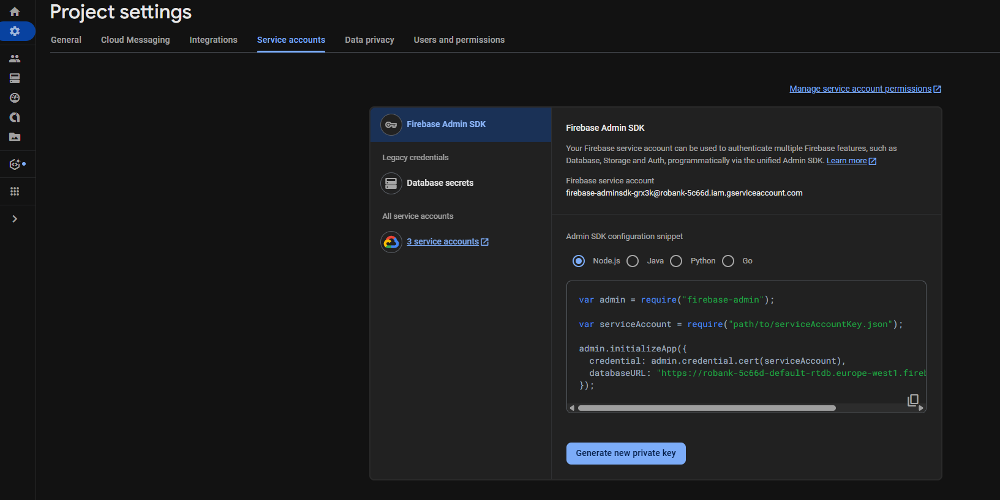 Project settings
General
Cloud Messaging
Integrations
Service accounts
Data privacy
Users and permissions
Manage service account permissions
Firebase Admin SDK
Legacy credentials
Database secrets
All service accounts
3 service accounts
Firebase Admin SDK
Your Firebase service account can be used to authenticate multiple Firebase features, such as
Database, Storage and Auth, programmatically via the unified Admin SDK. Learn more
Firebase service account
firebase-adminsdk-grx3k@robank-5c66d.iam.gserviceaccount.com
Admin SDK configuration snippet
Node.js
Java
Python
Go
var admin = require("firebase-admin");
var serviceAccount = require("path/to/serviceAccountKey.json");
admin.initializeApp({
  credential: admin.credential.cert(serviceAccount),
  databaseURL: "https://robank-5c66d-default-rtdb.europe-west1.fireb
});
Generate new private key